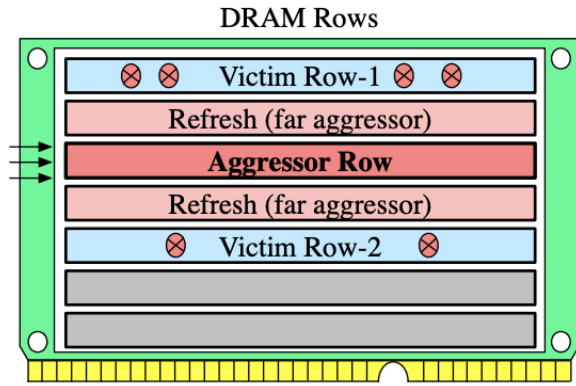 DRAM Rows
Victim Row-1
Refresh (far aggressor)
Aggressor Row
Refresh (far aggressor)
Victim Row-2